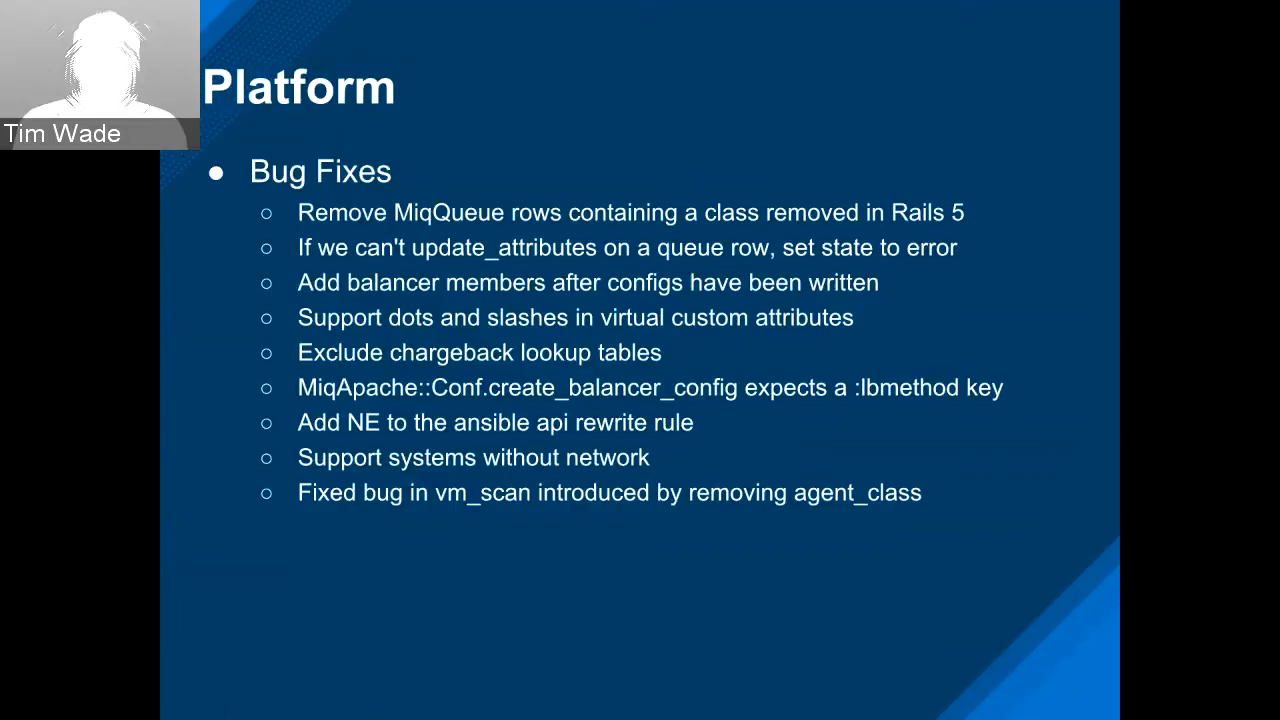 Platform
Tim Wade
● Bug Fixes
○ Remove MiqQueue rows containing a class removed in Rails 5
○ If we can't update_attributes on a queue row, set state to error
○ Add balancer members after configs have been written
○ Support dots and slashes in virtual custom attributes
○ Exclude chargeback lookup tables
○ MiqApache::Conf.create_balancer_config expects a :lbmethod key
○ Add NE to the ansible api rewrite rule
○ Support systems without network
○ Fixed bug in vm_scan introduced by removing agent_class